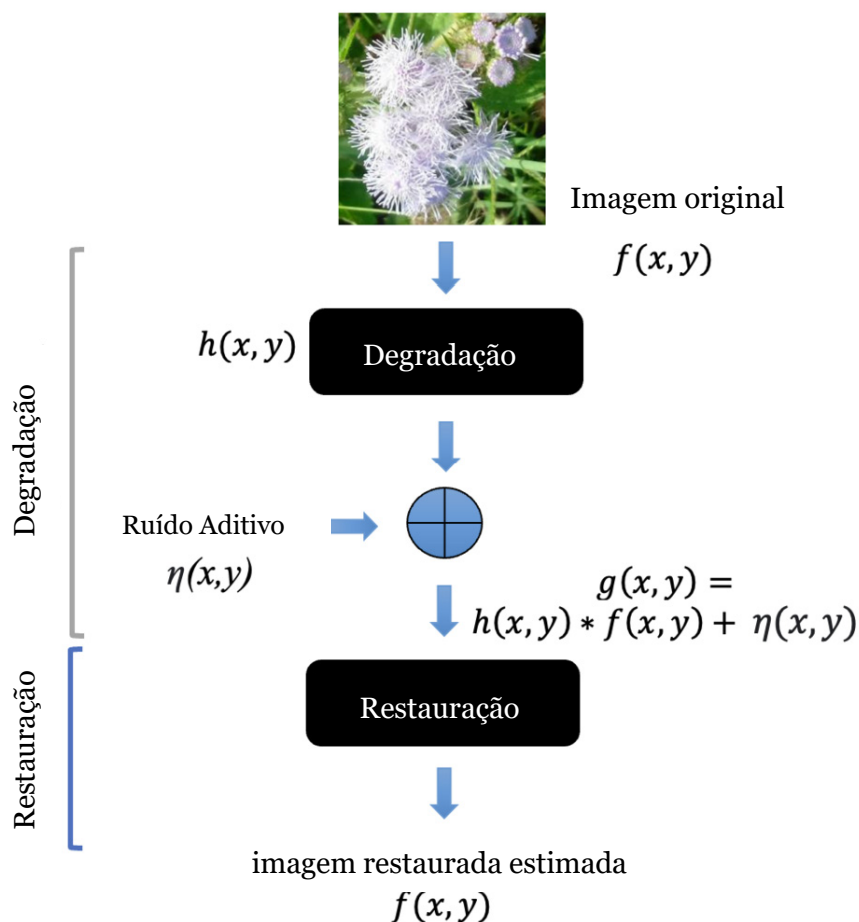 Imagem original
f(x, y)
h(x, y)
Degradação
Degradação
Ruído Aditivo
η(x,y)
g(x, y) =
h(x, y) * f(x, y) + η(x, y)
Restauração
Restauração
imagem restaurada estimada
f(x, y)